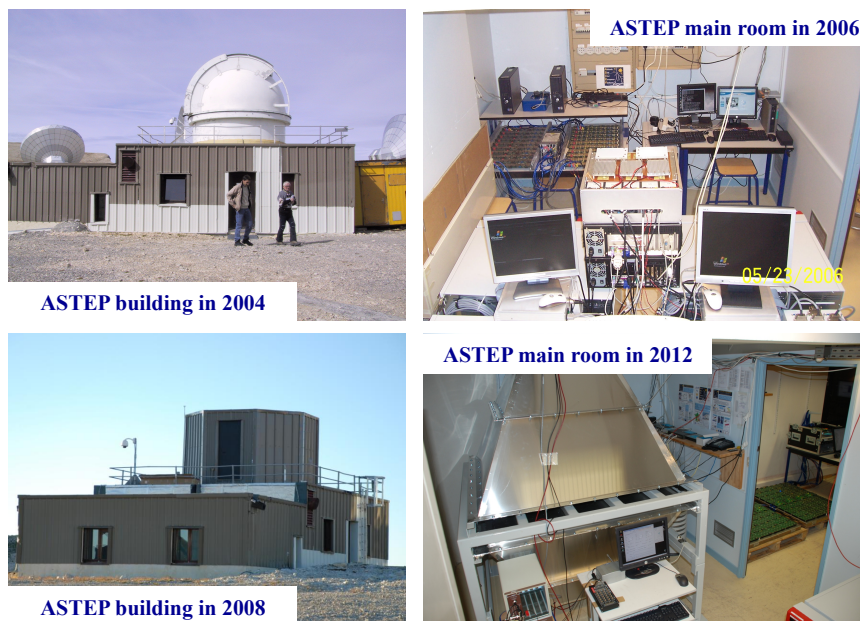 ASTEP main room in 2006
05/23/2006
ASTEP building in 2004
ASTEP main room in 2012
ASTEP building in 2008